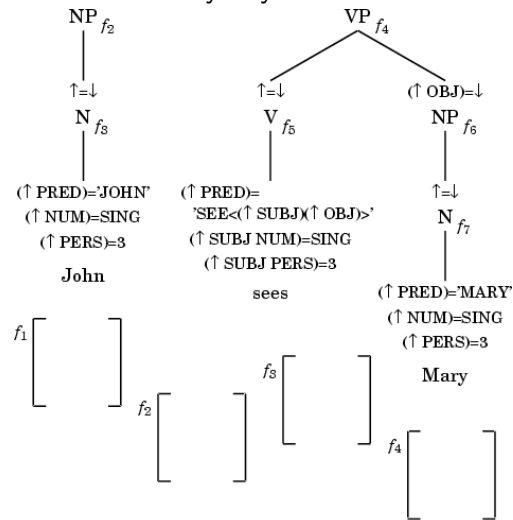 NP f2
VP f4
↑=↓
N f3
(↑ PRED)='JOHN'
(↑ NUM)=SING
(↑ PERS)=3
John
↑=↓
V f5
(↑ PRED)=
'SEE<(↑ SUBJ)(↑ OBJ)>'
(↑ SUBJ NUM)=SING
(↑ SUBJ PERS)=3
sees
(↑ OBJ)=↓
NP f6
↑=↓
N f7
(↑ PRED)='MARY'
(↑ NUM)=SING
(↑ PERS)=3
Mary
f1
f2
f3
f4